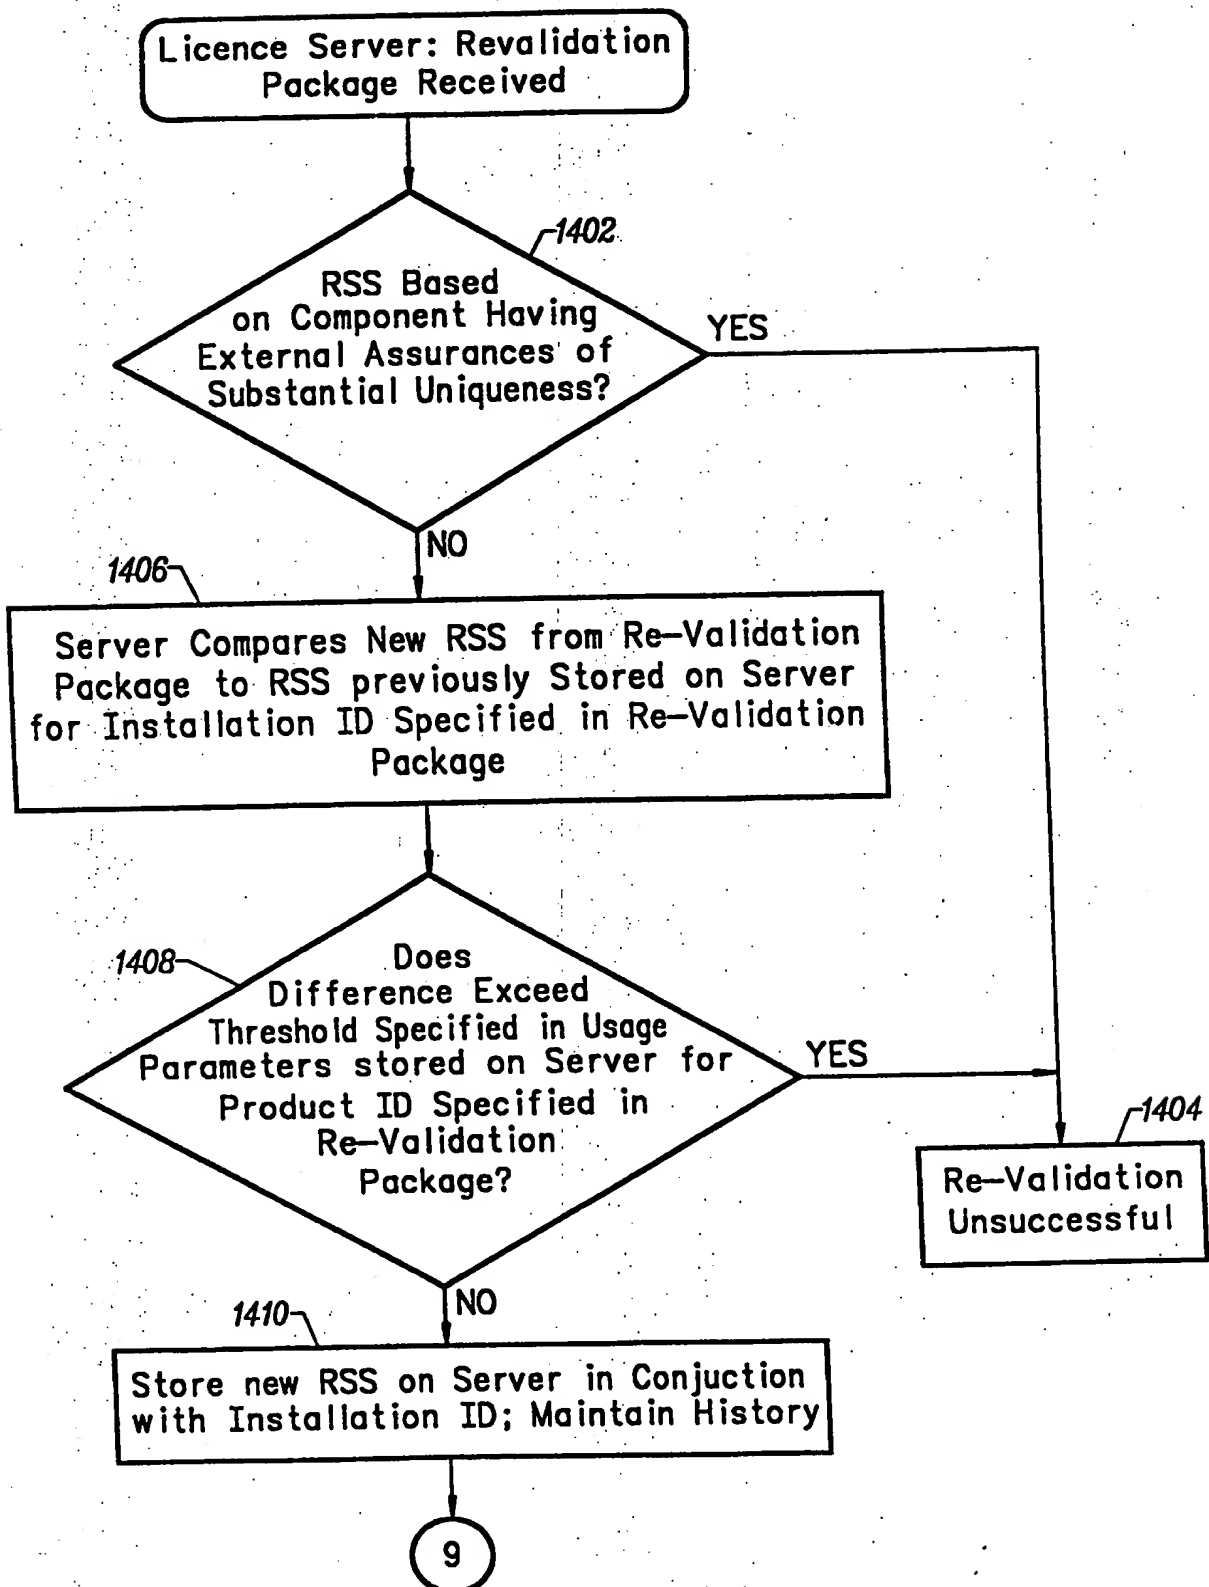 Licence Server: Revalidation
Package Received
1402
RSS Based
on Component Having
External Assurances of
Substantial Uniqueness?
YES
NO
1406
Server Compares New RSS from Re-Validation
Package to RSS previously Stored on Server
for Installation ID Specified in Re-Validation
Package
1408
Does
Difference Exceed
Threshold Specified in Usage
Parameters stored on Server for
Product ID Specified in
Re-Validation
Package?
YES
1404
Re-Validation
Unsuccessful
NO
1410
Store new RSS on Server in Conjuction
with Installation ID; Maintain History
9